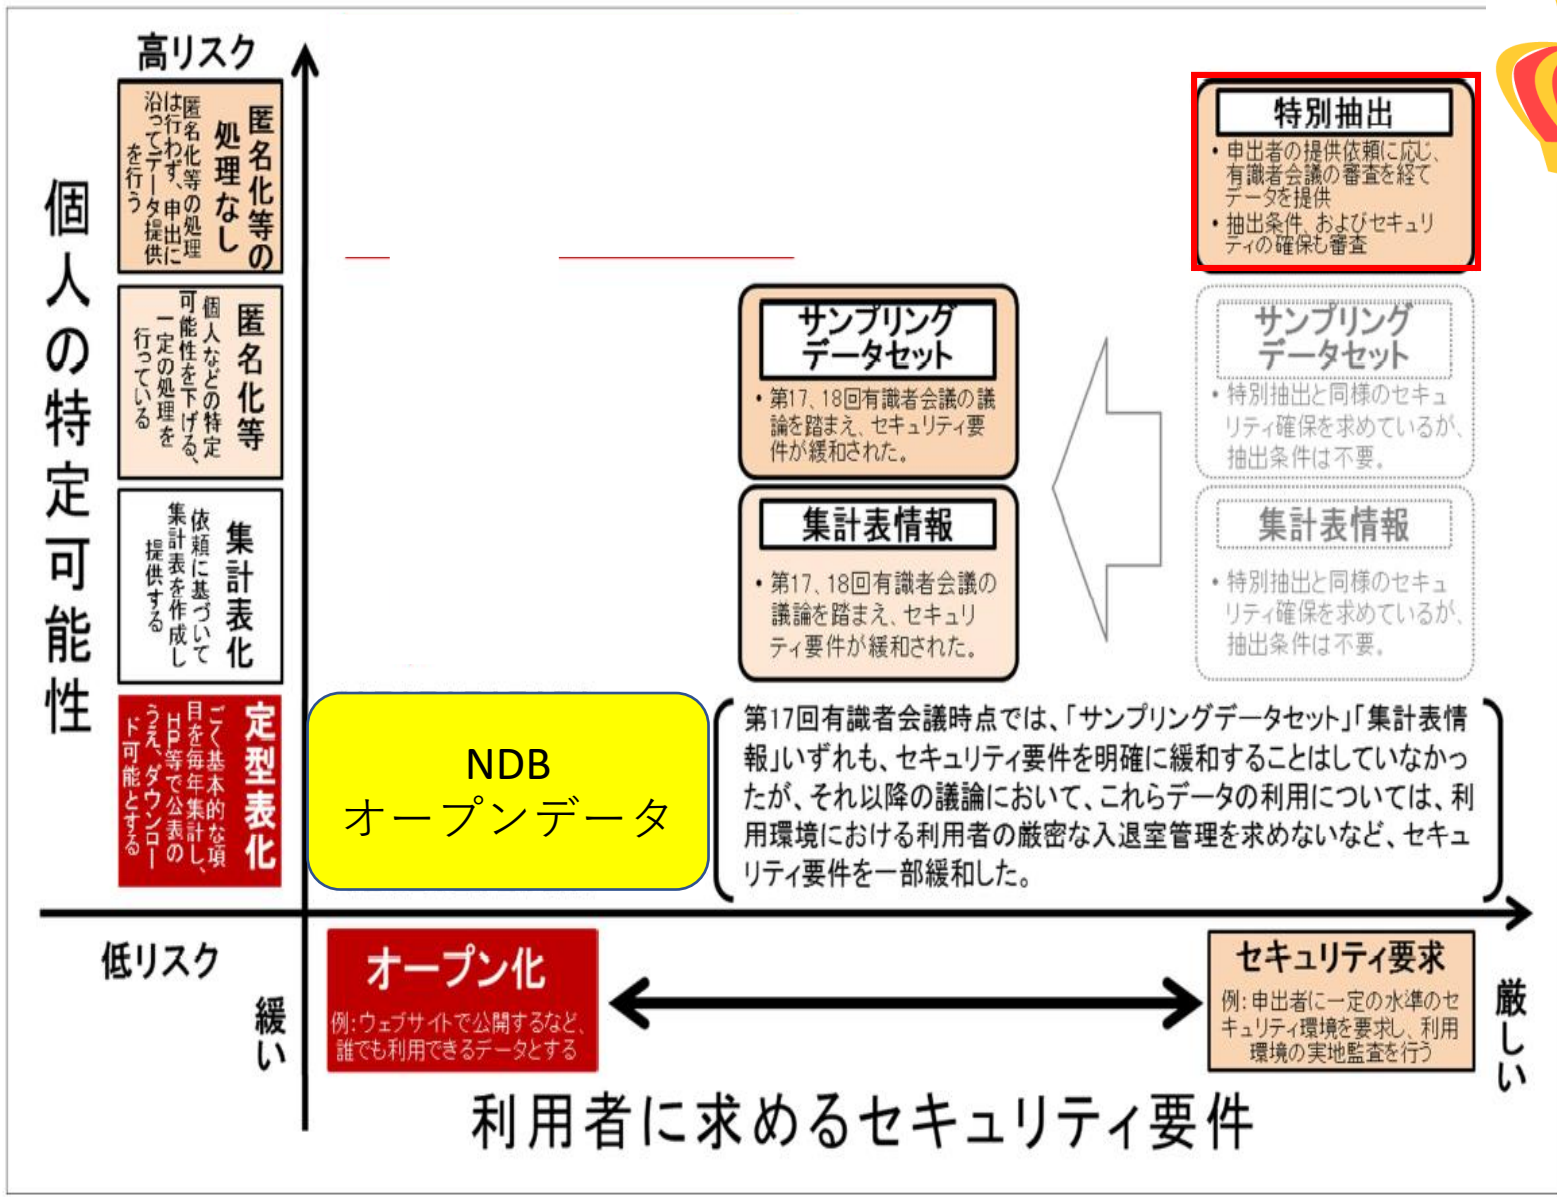 高リスク
個人の特定可能性
匿名化等の
処理なし
匿名化等の処理
は行わず、申出に
沿ってデータ提供
を行う
匿名化等
個人などの特定
可能性を下げる、
一定の処理を
行っている
集計表化
依頼に基づいて
集計表を作成し
提供する
定型表化
ごく基本的な項
目を毎年集計し、
HP等で公表の
うえ、ダウンロー
ド可能とする
特別抽出
• 申出者の提供依頼に応じ、
有識者会議の審査を経て
データを提供
• 抽出条件、およびセキュリ
ティの確保も審査
サンプリング
データセット
• 第17、18回有識者会議の議
論を踏まえ、セキュリティ要
件が緩和された。
サンプリング
データセット
• 特別抽出と同様のセキュ
リティ確保を求めているが、
抽出条件は不要。
集計表情報
• 第17、18回有識者会議の
議論を踏まえ、セキュリ
ティ要件が緩和された。
集計表情報
• 特別抽出と同様のセキュ
リティ確保を求めているが、
抽出条件は不要。
NDB
オープンデータ
第17回有識者会議時点では、「サンプリングデータセット」「集計表情
報」いずれも、セキュリティ要件を明確に緩和することはしていなかっ
たが、それ以降の議論において、これらデータの利用については、利
用環境における利用者の厳密な入退室管理を求めないなど、セキュ
リティ要件を一部緩和した。
低リスク
緩い
オープン化
例:ウェブサイトで公開するなど、
誰でも利用できるデータとする
セキュリティ要求
例:申出者に一定の水準のセ
キュリティ環境を要求し、利用
環境の実地監査を行う
厳しい
利用者に求めるセキュリティ要件